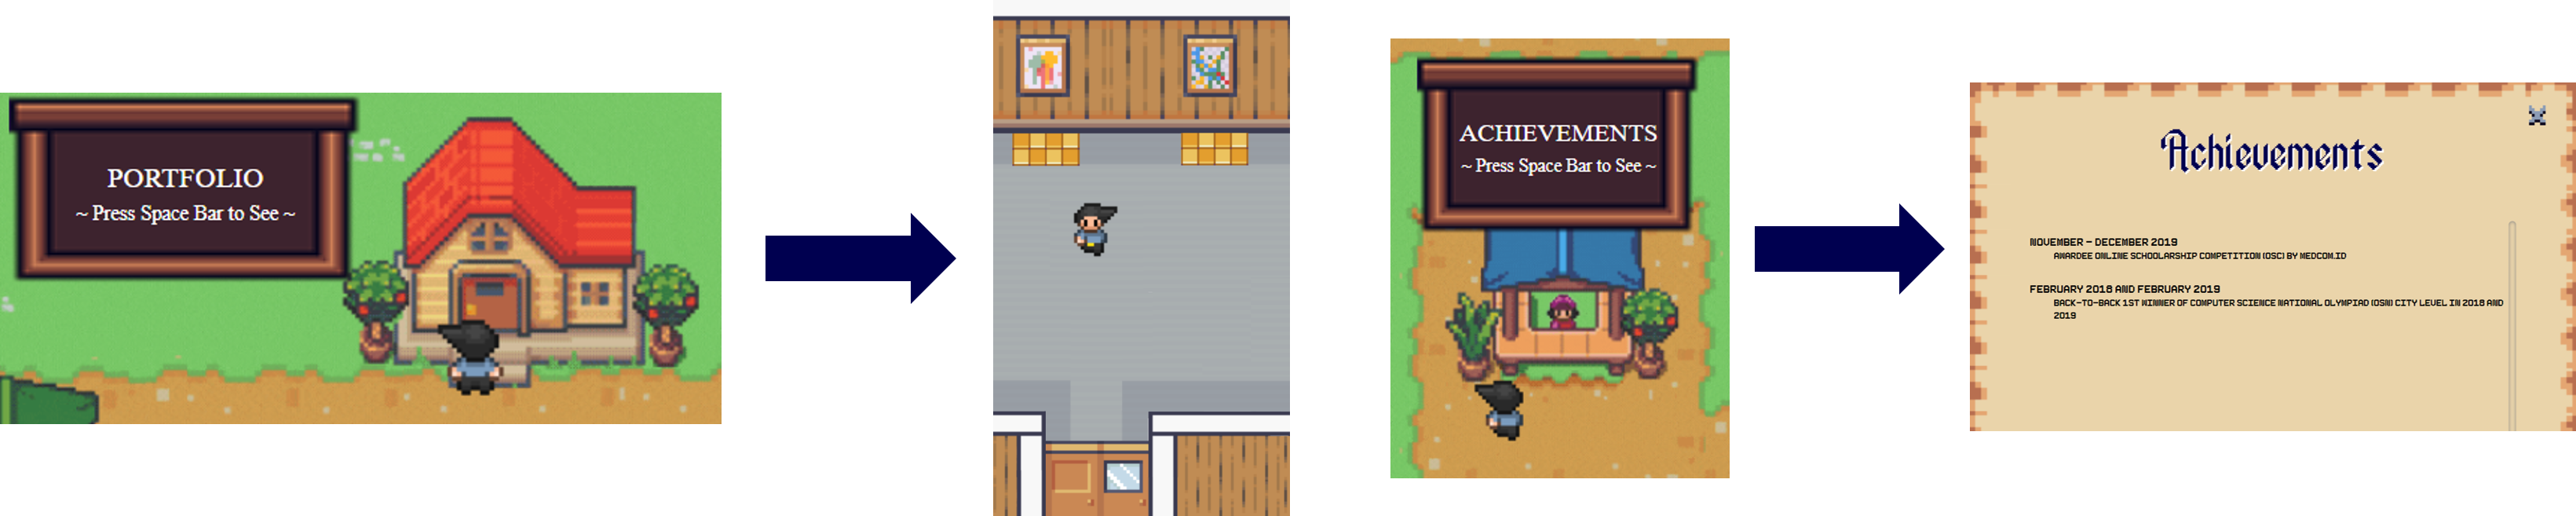 PORTFOLIO
~ Press Space Bar to See ~
ACHIEVEMENTS
~ Press Space Bar to See ~
Achievements
NOVEMBER - DECEMBER 2019
AWARDEE ONLINE SCHOOLARSHIP COMPETITION (OSC) BY MEDCOM.ID
FEBRUARY 2018 AND FEBRUARY 2019
BACK-TO-BACK 1ST WINNER OF COMPUTER SCIENCE NATIONAL OLYMPIAD (OSN) CITY LEVEL IN 2018 AND
2019